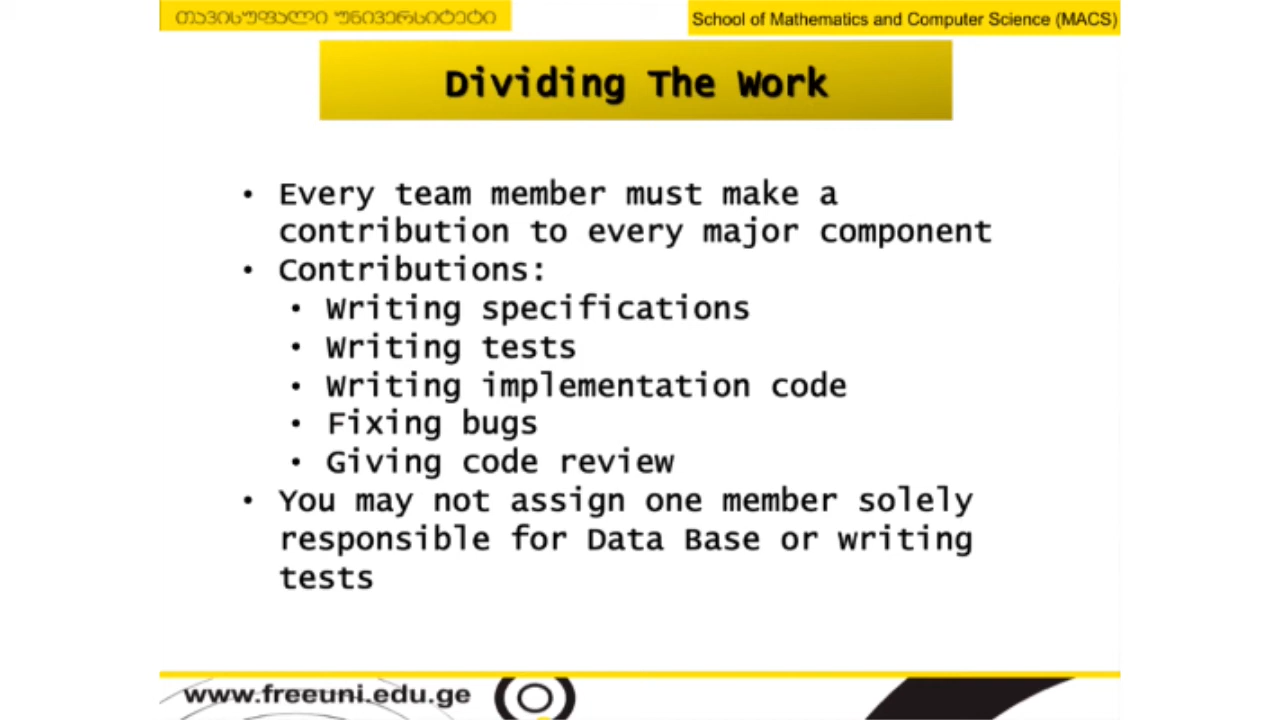 თავისუფალი უნივერსიტეტი
School of Mathematics and Computer Science (MACS)
Dividing The Work
• Every team member must make a
contribution to every major component
• Contributions:
• Writing specifications
• Writing tests
• Writing implementation code
• Fixing bugs
• Giving code review
• You may not assign one member solely
responsible for Data Base or writing
tests
www.freeuni.edu.ge